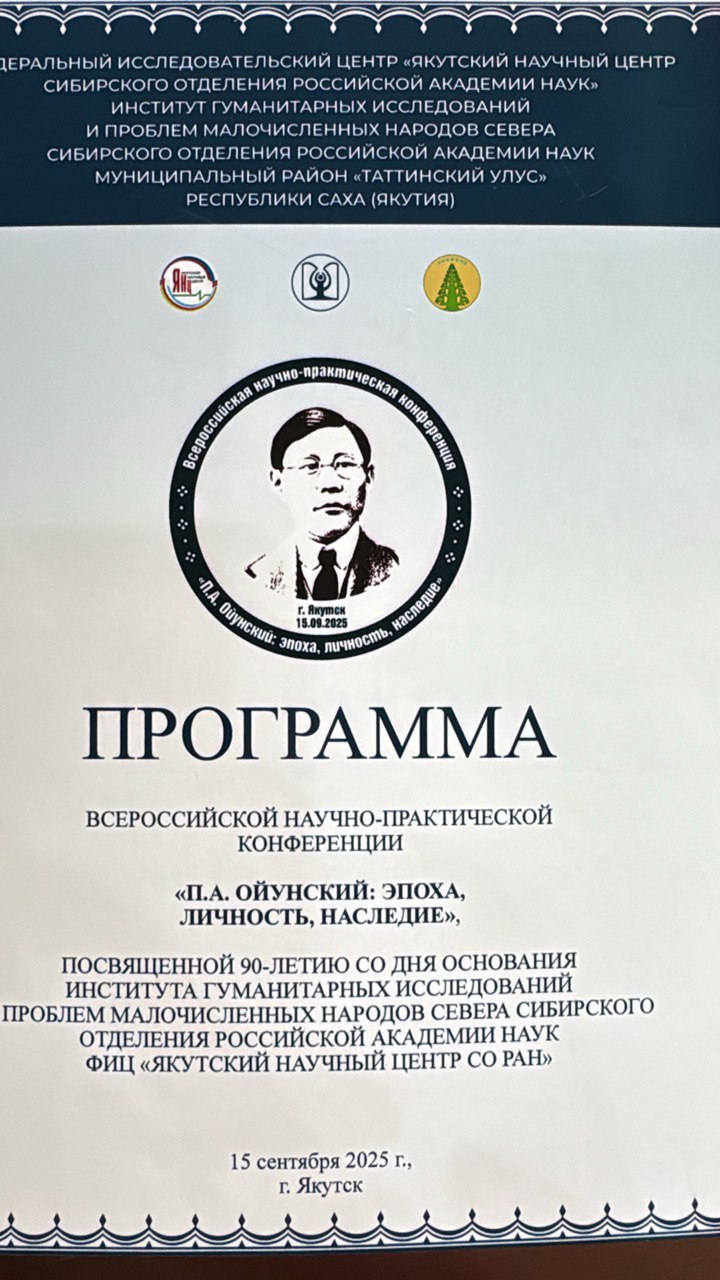 ДЕРАЛЬНЫЙ ИССЛЕДОВАТЕЛЬСКИЙ ЦЕНТР «ЯКУТСКИЙ НАУЧНЫЙ ЦЕНТР
СИБИРСКОГО ОТДЕЛЕНИЯ РОССИЙСКОЙ АКАДЕМИИ НАУК»
ИНСТИТУТ ГУМАНИТАРНЫХ ИССЛЕДОВАНИЙ
И ПРОБЛЕМ МАЛОЧИСЛЕННЫХ НАРОДОВ СЕВЕРА
СИБИРСКОГО ОТДЕЛЕНИЯ РОССИЙСКОЙ АКАДЕМИИ НАУК
МУНИЦИПАЛЬНЫЙ РАЙОН «ТАТТИНСКИЙ УЛУС»
РЕСПУБЛИКИ САХА (ЯКУТИЯ)
Всероссийская научно-практическая конференция
г. Якутск
15.09.2025
«П.А. Ойунский: эпоха, личность, наследие»
ПРОГРАММА
ВСЕРОССИЙСКОЙ НАУЧНО-ПРАКТИЧЕСКОЙ
КОНФЕРЕНЦИИ
«П.А. ОЙУНСКИЙ: ЭПОХА,
ЛИЧНОСТЬ, НАСЛЕДИЕ»,
ПОСВЯЩЕННОЙ 90-ЛЕТИЮ СО ДНЯ ОСНОВАНИЯ
ИНСТИТУТА ГУМАНИТАРНЫХ ИССЛЕДОВАНИЙ
ПРОБЛЕМ МАЛОЧИСЛЕННЫХ НАРОДОВ СЕВЕРА СИБИРСКОГО
ОТДЕЛЕНИЯ РОССИЙСКОЙ АКАДЕМИИ НАУК
ФИЦ «ЯКУТСКИЙ НАУЧНЫЙ ЦЕНТР СО РАН»
15 сентября 2025 г.,
г. Якутск